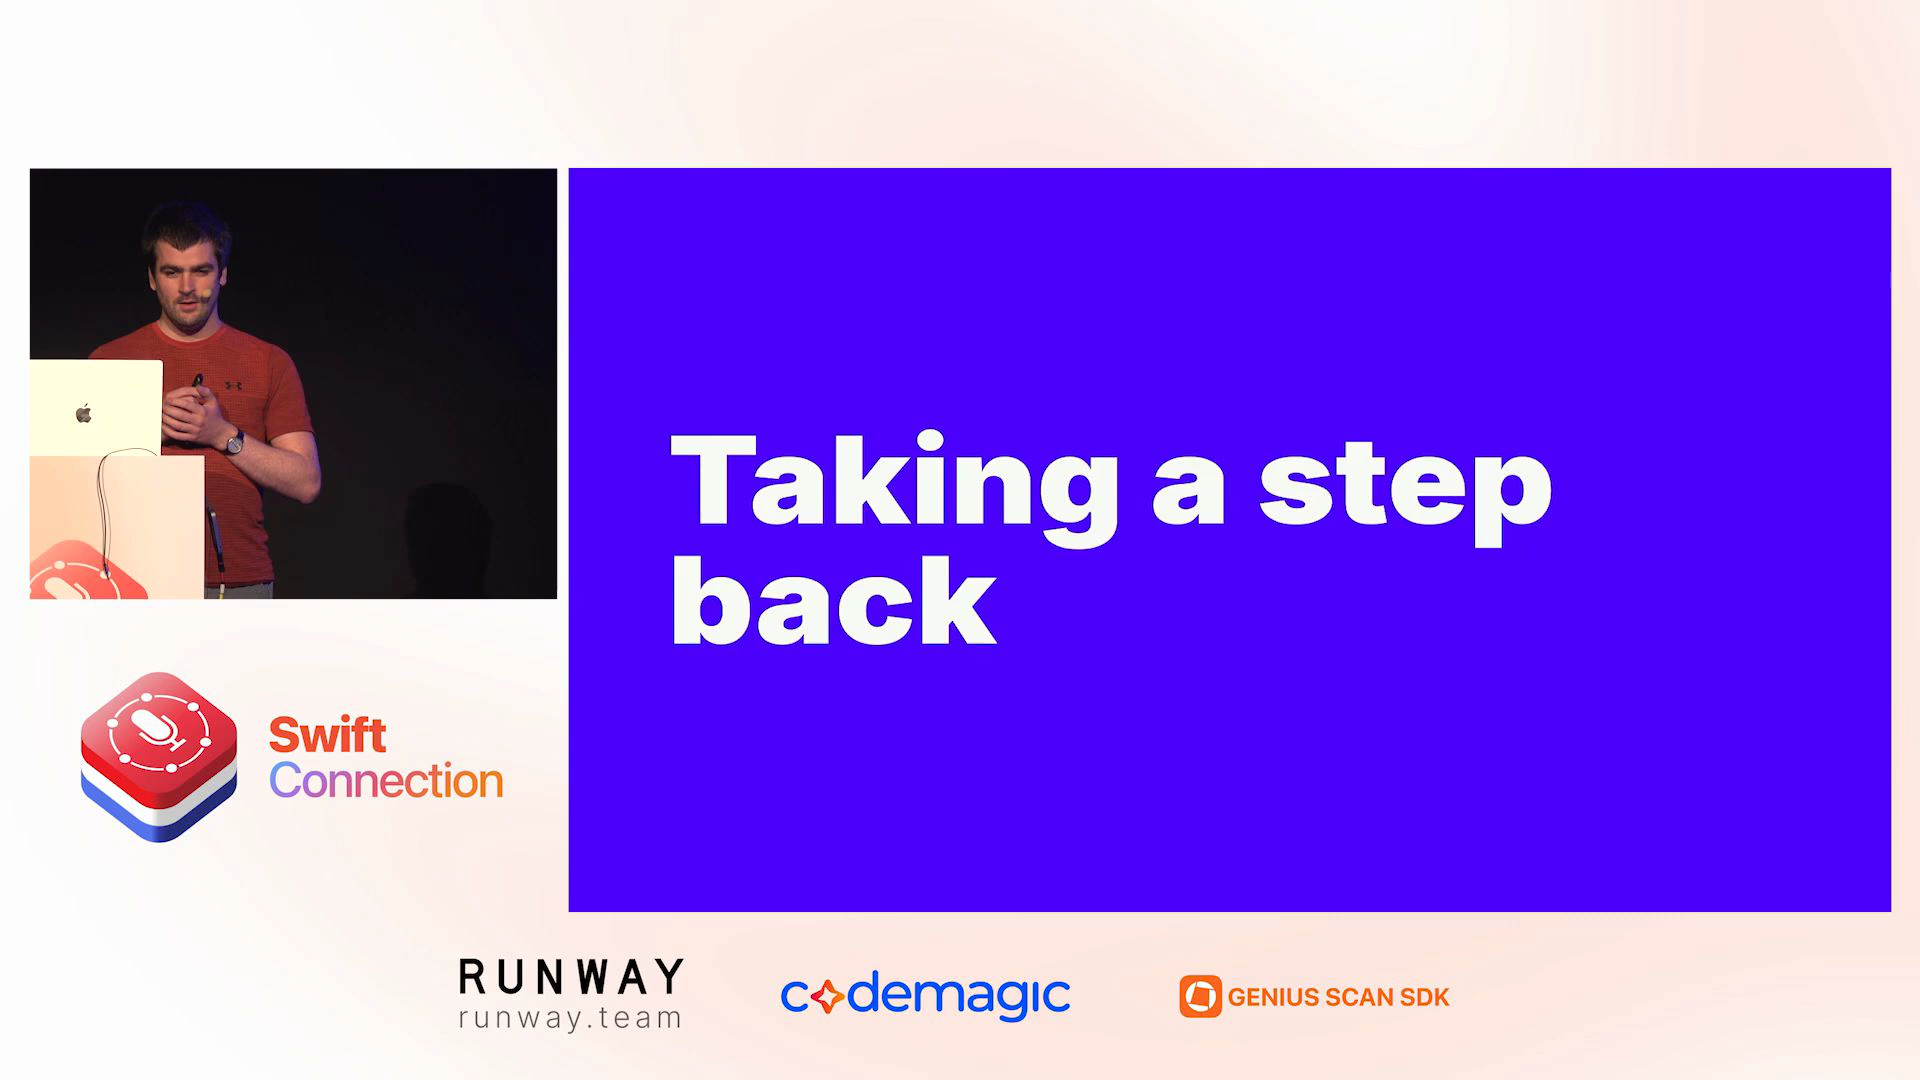 Taking a step
back
Swift
Connection
RUNWAY
runway.team
codemagic
GENIUS SCAN SDK